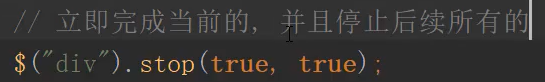 // 立即完成当前的, 并且停止后续所有的
$("div").stop(true, true);